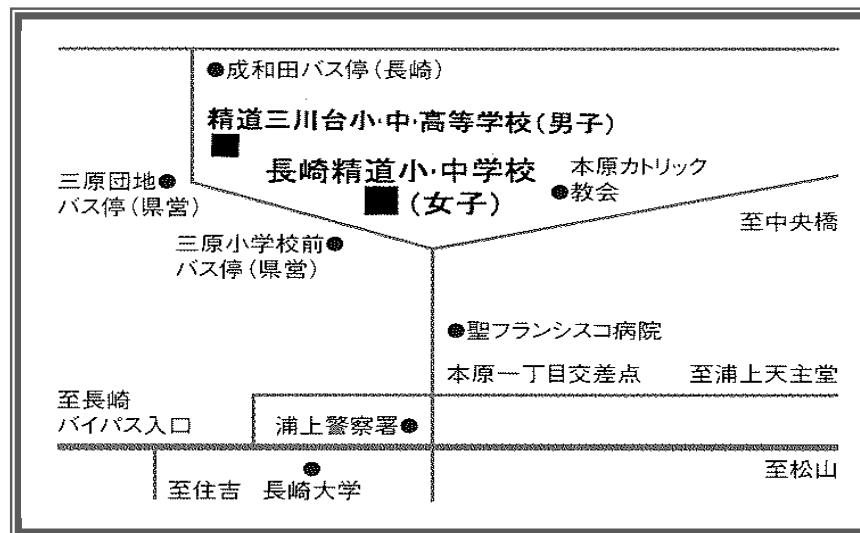 ●成和田バス停(長崎)
精道三川台小・中・高等学校(男子)
長崎精道小・中学校
(女子)
本原カトリック
●教会
三原団地●
バス停(県営)
至中央橋
三原小学校前●
バス停(県営)
●聖フランシスコ病院
本原一丁目交差点
至浦上天主堂
至長崎
バイパス入口
浦上警察署●
至松山
至住吉
長崎大学